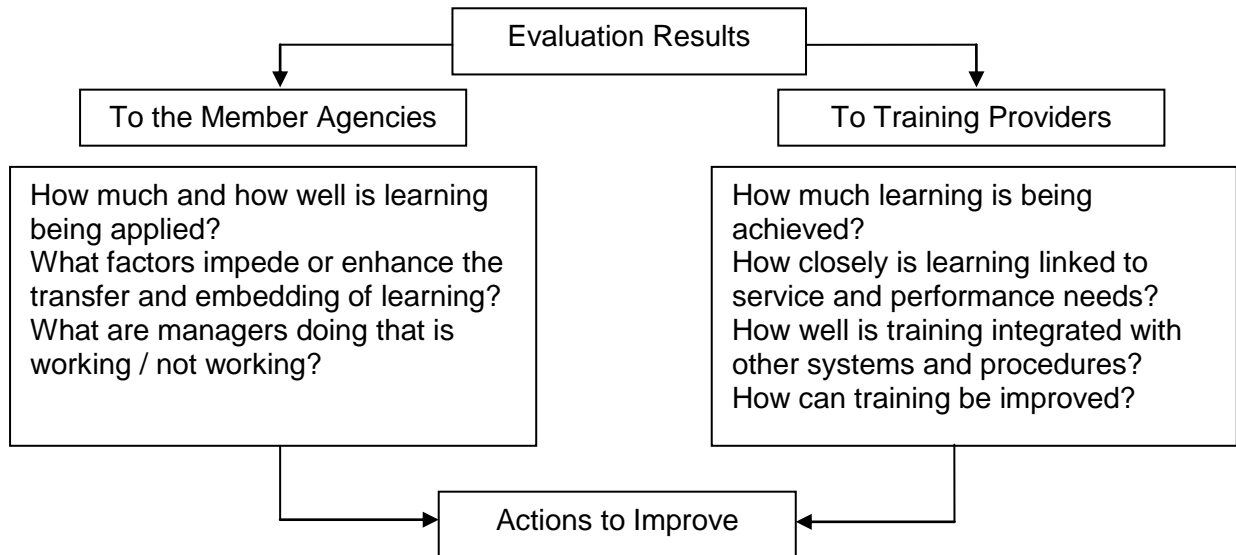 Evaluation Results
To the Member Agencies
To Training Providers
How much and how well is learning
being applied?
What factors impede or enhance the
transfer and embedding of learning?
What are managers doing that is
working / not working?
How much learning is being
achieved?
How closely is learning linked to
service and performance needs?
How well is training integrated with
other systems and procedures?
How can training be improved?
Actions to Improve